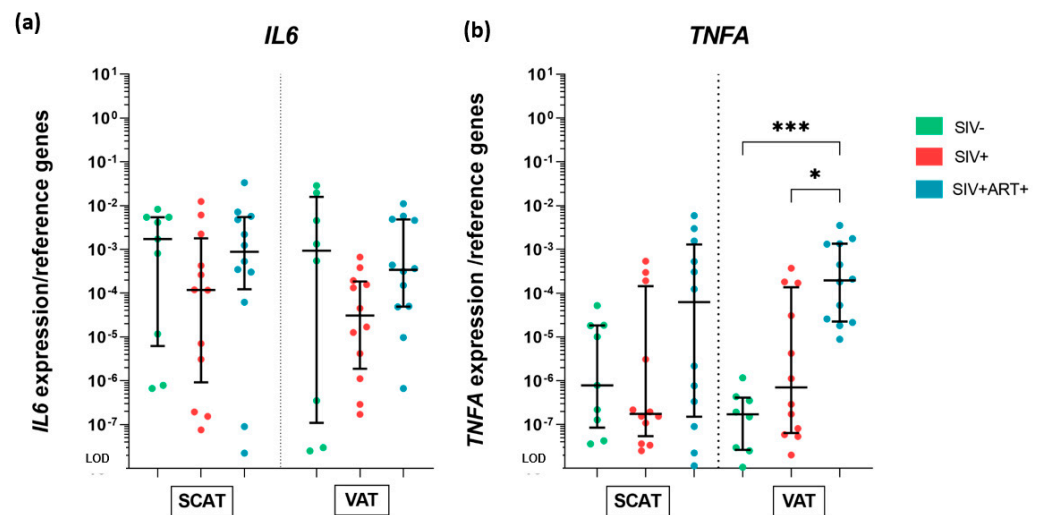 (a)
IL6
IL6 expression/reference genes
10¹
10⁰
10⁻¹
10⁻²
10⁻³
10⁻⁴
10⁻⁵
10⁻⁶
10⁻⁷
LOD
SCAT
VAT
(b)
TNFA
TNFA expression /reference genes
10¹
10⁰
10⁻¹
10⁻²
10⁻³
10⁻⁴
10⁻⁵
10⁻⁶
10⁻⁷
LOD
***
*
SCAT
VAT
SIV-
SIV+
SIV+ART+